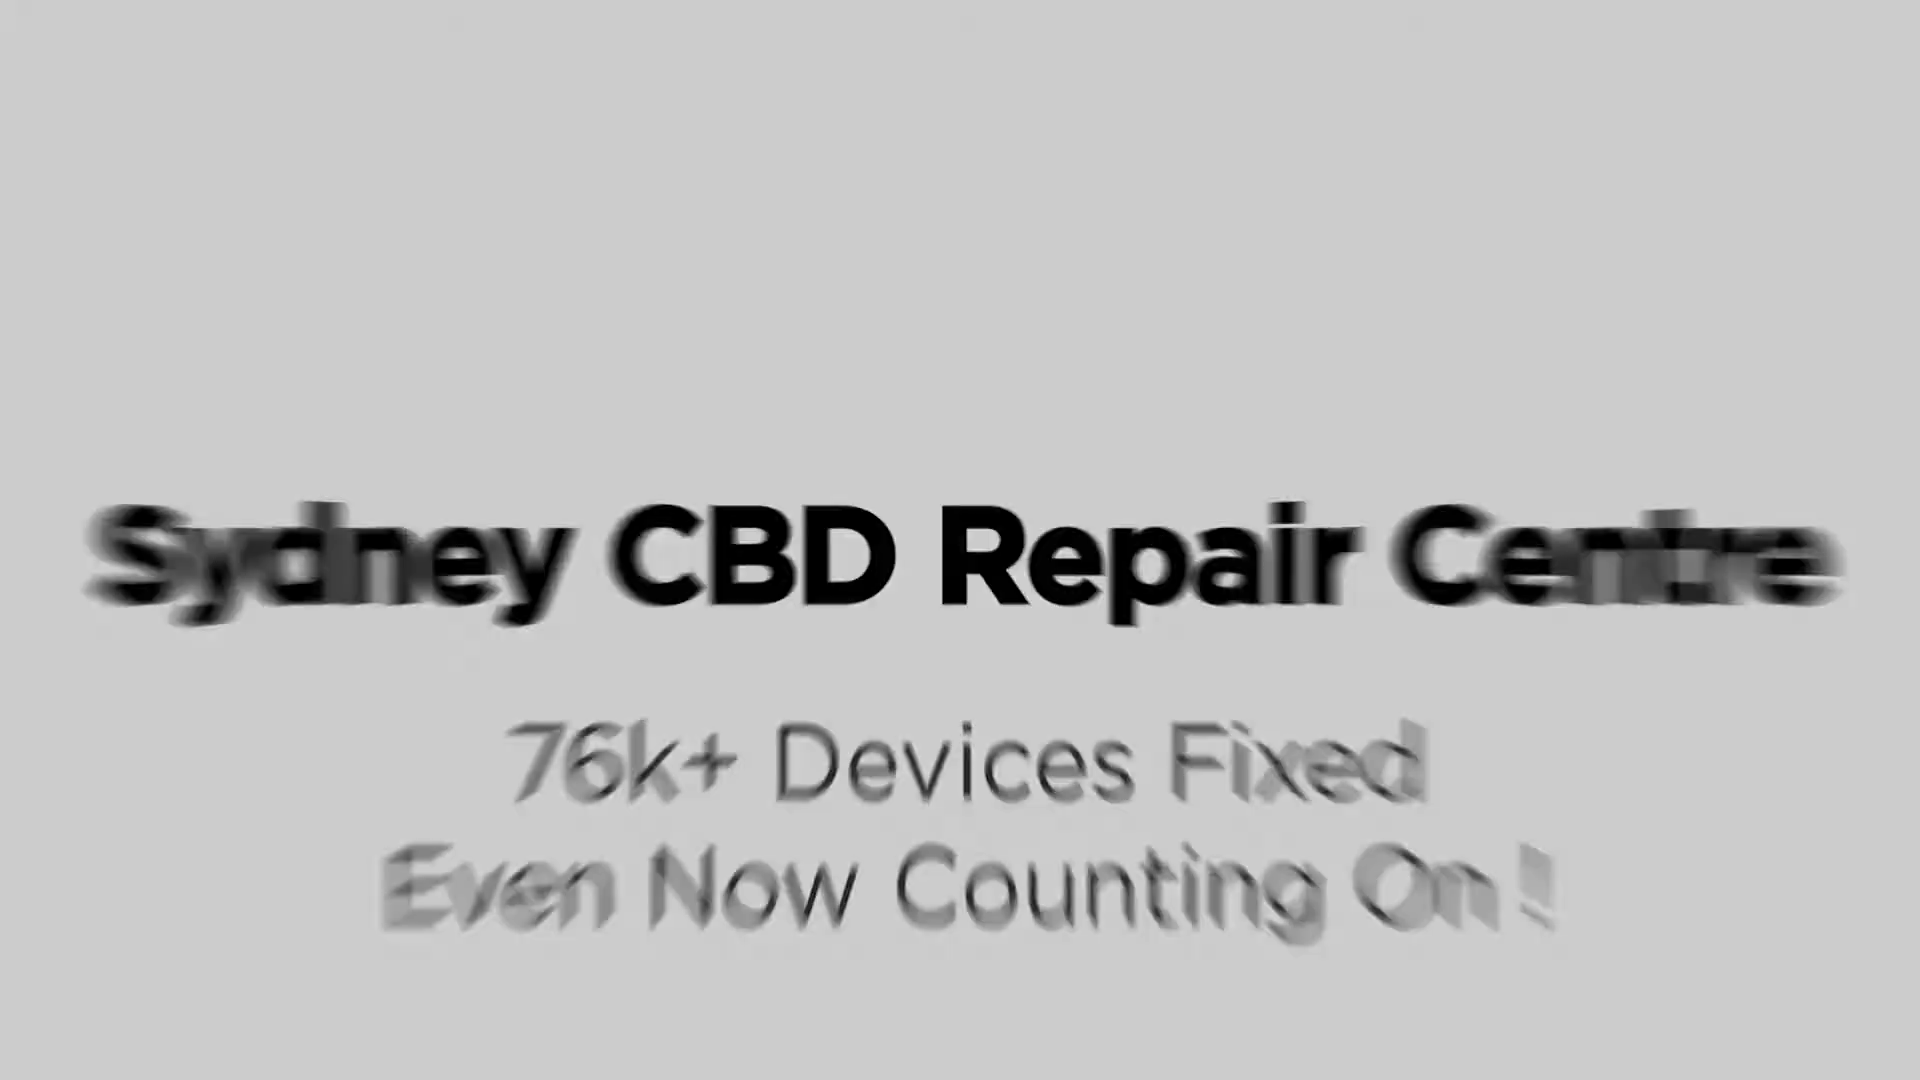 Sydney CBD Repair Centre
76k+ Devices Fixed
Even Now Counting On !